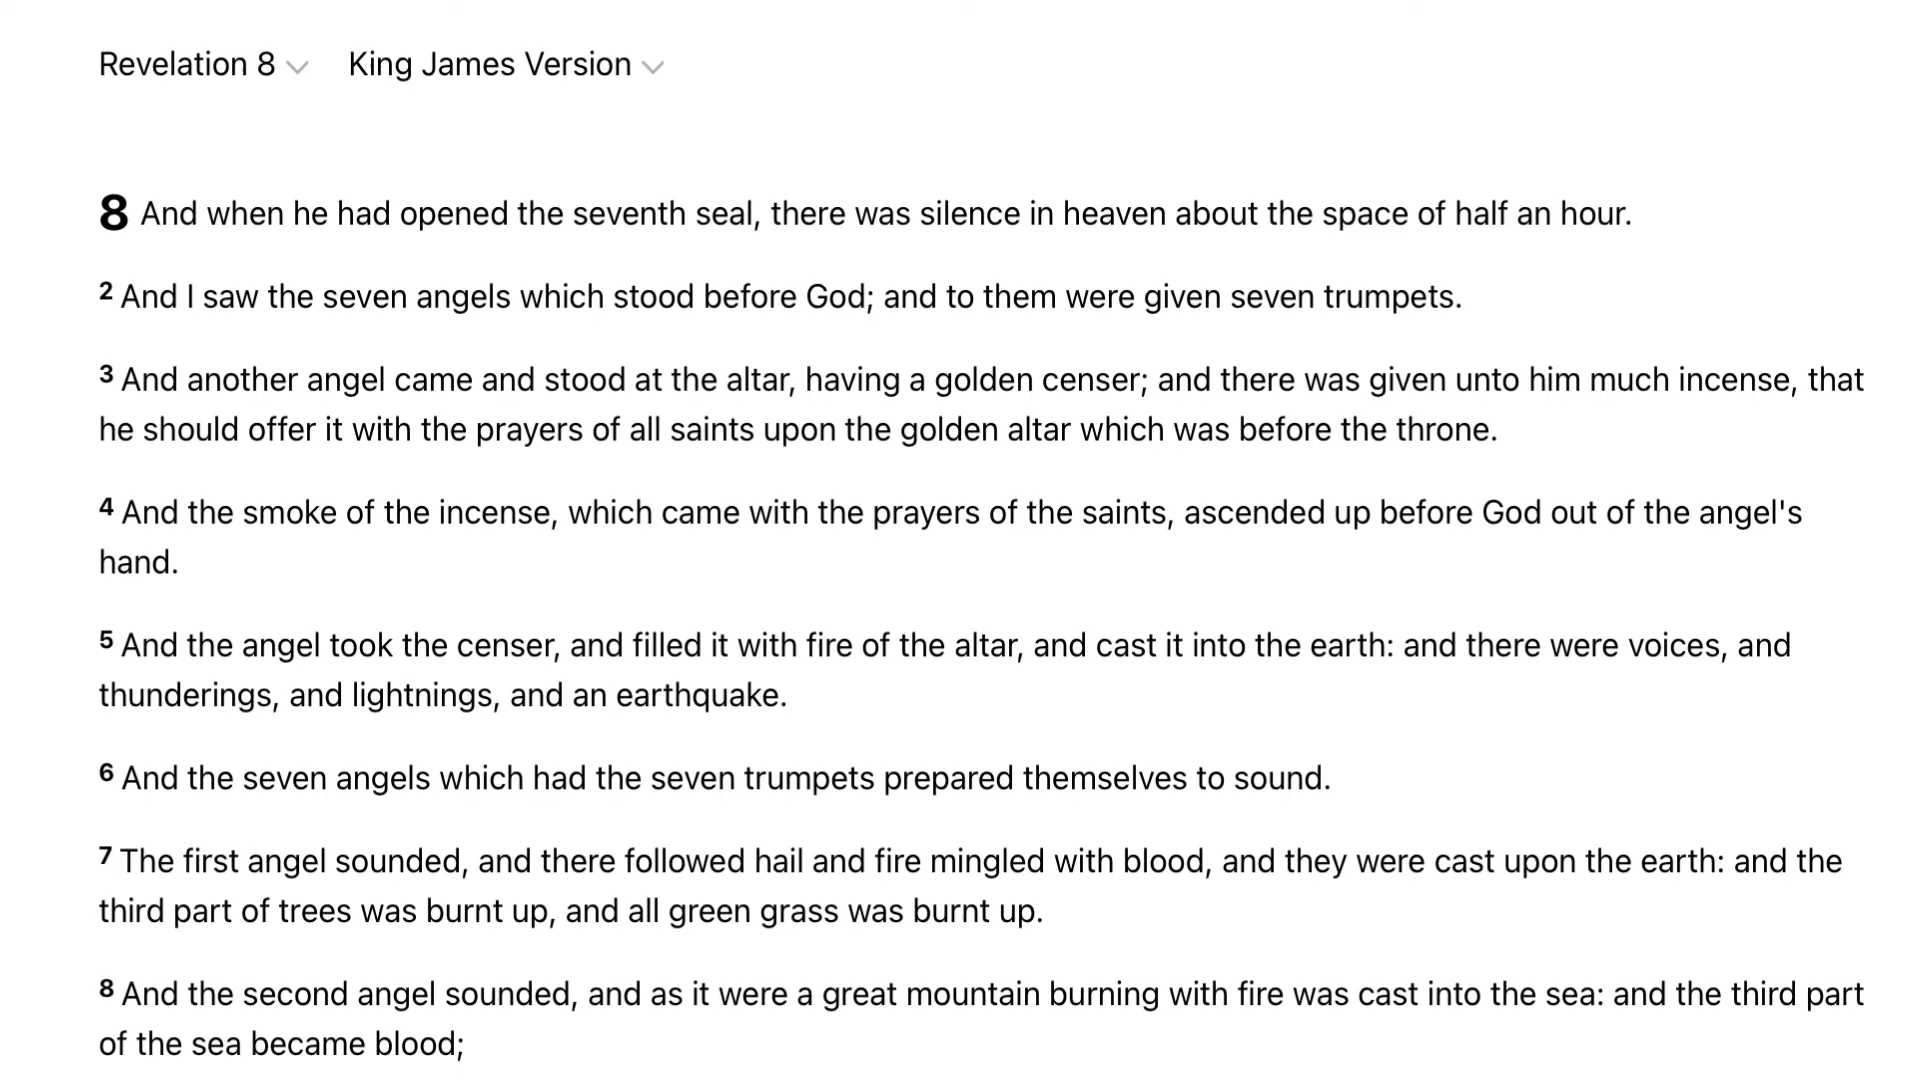 Revelation 8 King James Version
8 And when he had opened the seventh seal, there was silence in heaven about the space of half an hour.
2 And I saw the seven angels which stood before God; and to them were given seven trumpets.
3 And another angel came and stood at the altar, having a golden censer; and there was given unto him much incense, that
he should offer it with the prayers of all saints upon the golden altar which was before the throne.
4 And the smoke of the incense, which came with the prayers of the saints, ascended up before God out of the angel's
hand.
5 And the angel took the censer, and filled it with fire of the altar, and cast it into the earth: and there were voices, and
thunderings, and lightnings, and an earthquake.
6 And the seven angels which had the seven trumpets prepared themselves to sound.
7 The first angel sounded, and there followed hail and fire mingled with blood, and they were cast upon the earth: and the
third part of trees was burnt up, and all green grass was burnt up.
8 And the second angel sounded, and as it were a great mountain burning with fire was cast into the sea: and the third part
of the sea became blood;